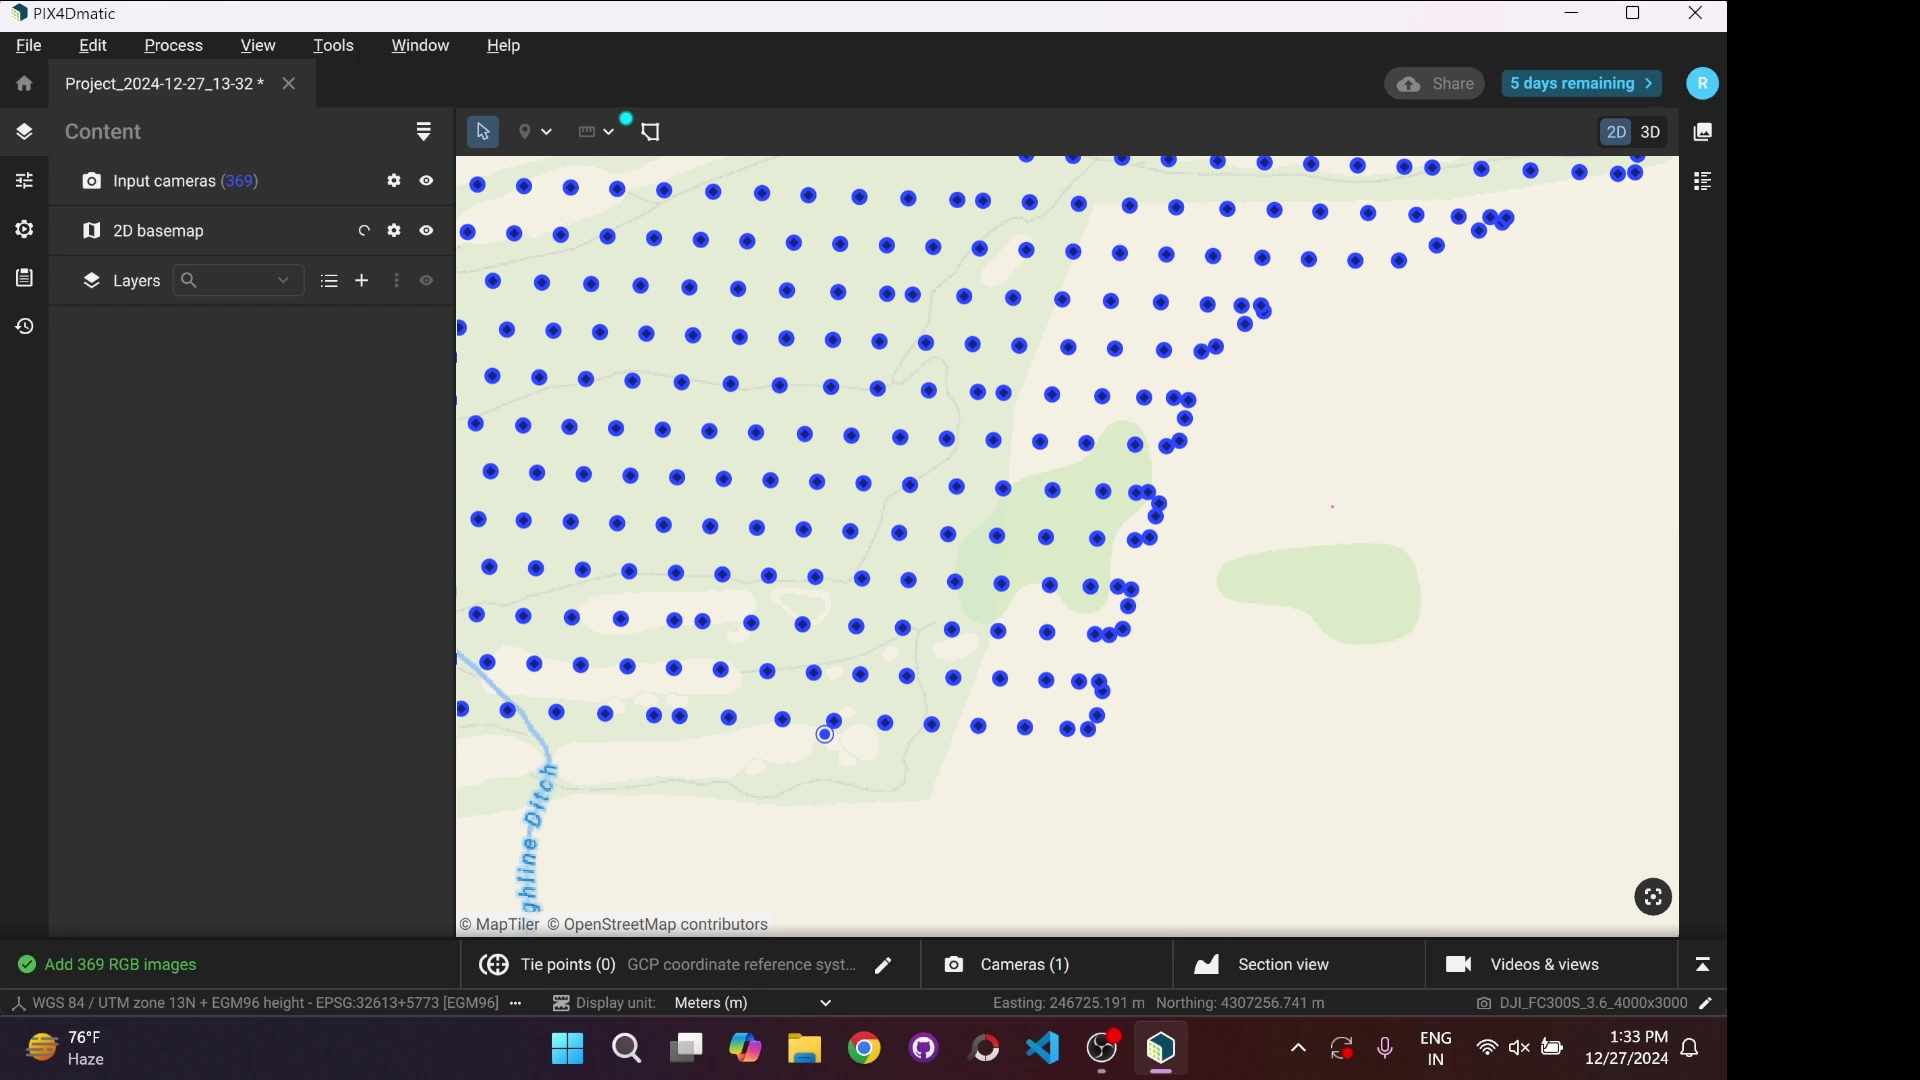 PIX4Dmatic
File Edit Process View Tools Window Help
Project_2024-12-27_13-32 *
Share
5 days remaining
R
Content
2D 3D
Input cameras (369)
2D basemap
Layers
ghline Ditch
© MapTiler © OpenStreetMap contributors
Add 369 RGB images
Tie points (0) GCP coordinate reference syst...
Cameras (1)
Section view
Videos & views
WGS 84 / UTM zone 13N + EGM96 height - EPSG:32613+5773 [EGM96] ···
Display unit: Meters (m)
Easting: 246725.191 m Northing: 4307256.741 m
DJI_FC300S_3.6_4000x3000
76°F
Haze
ENG
IN
1:33 PM
12/27/2024